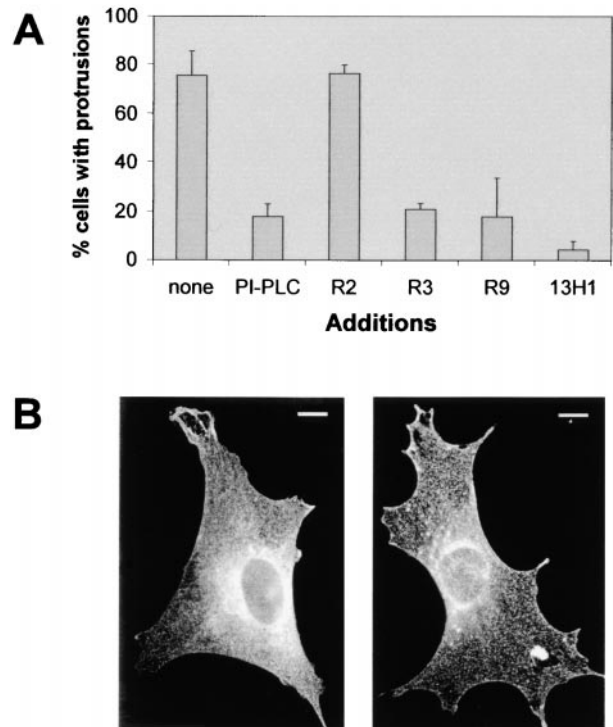 A
% cells with protrusions
100
80
60
40
20
0
none PI-PLC R2 R3 R9 13H1
Additions
B